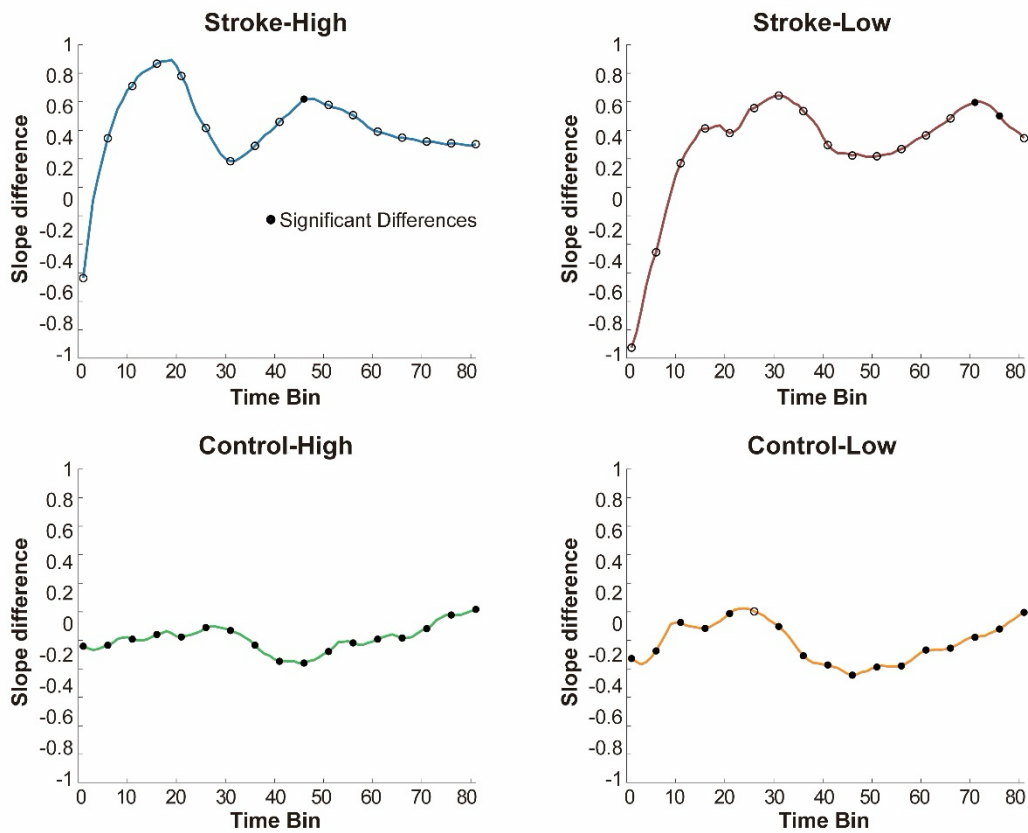 Stroke-High
1
0.8
0.6
0.4
0.2
0
-0.2
-0.4
-0.6
-0.8
-1
Slope difference
● Significant Differences
0 10 20 30 40 50 60 70 80
Time Bin
Stroke-Low
1
0.8
0.6
0.4
0.2
0
-0.2
-0.4
-0.6
-0.8
-1
Slope difference
0 10 20 30 40 50 60 70 80
Time Bin
Control-High
1
0.8
0.6
0.4
0.2
0
-0.2
-0.4
-0.6
-0.8
-1
Slope difference
0 10 20 30 40 50 60 70 80
Time Bin
Control-Low
1
0.8
0.6
0.4
0.2
0
-0.2
-0.4
-0.6
-0.8
-1
Slope difference
0 10 20 30 40 50 60 70 80
Time Bin